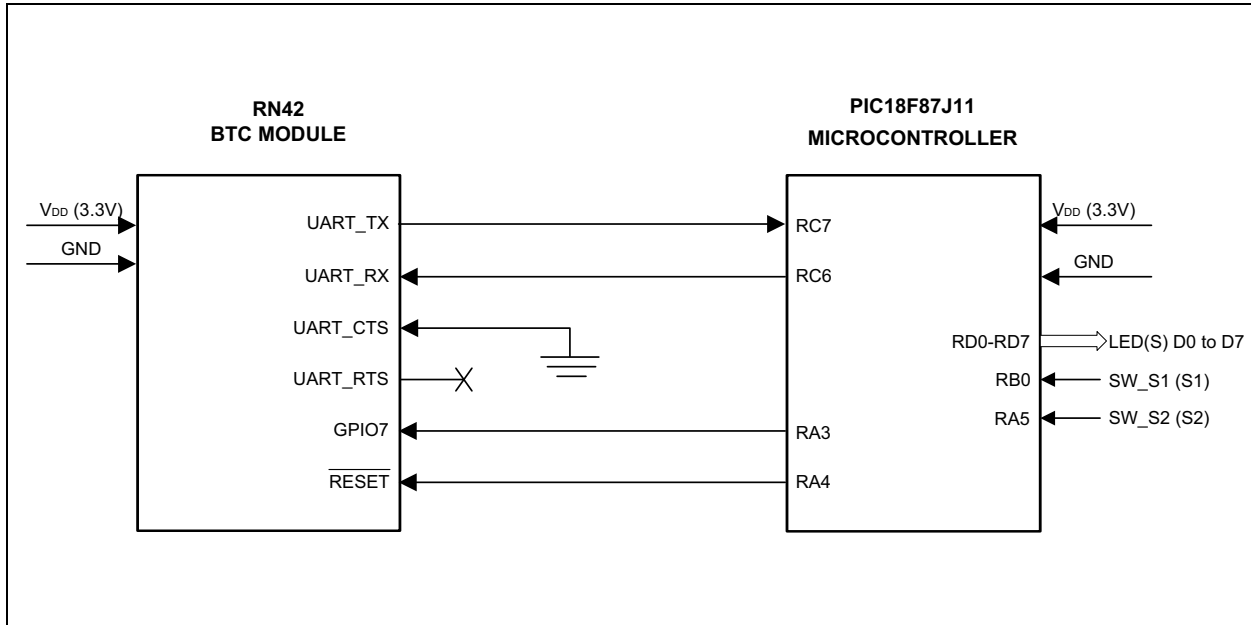 RN42
BTC MODULE
PIC18F87J11
MICROCONTROLLER
VDD (3.3V)
GND
UART_TX
UART_RX
UART_CTS
UART_RTS
GPIO7
RESET
RC7
RC6
RA3
RA4
VDD (3.3V)
GND
RD0-RD7
LED(S) D0 to D7
RB0
SW_S1 (S1)
RA5
SW_S2 (S2)